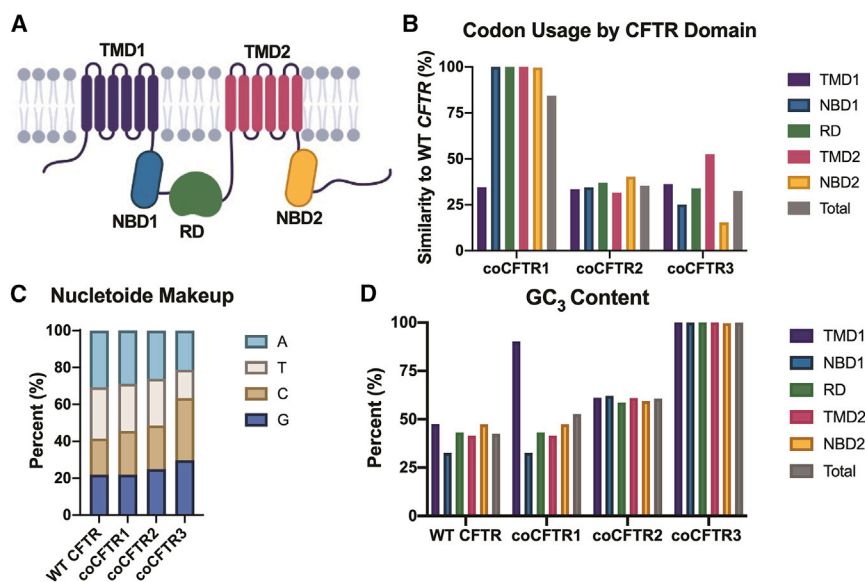 A
TMD1
TMD2
NBD1
RD
NBD2
B
Codon Usage by CFTR Domain
Similarity to WT CFTR (%)
100
75
50
25
0
coCFTR1
coCFTR2
coCFTR3
TMD1
NBD1
RD
TMD2
NBD2
Total
C
Nucletoide Makeup
Percent (%)
100
80
60
40
20
0
WT CFTR
coCFTR1
coCFTR2
coCFTR3
A
T
C
G
D
GC3 Content
Percent (%)
100
75
50
25
0
WT CFTR
coCFTR1
coCFTR2
coCFTR3
TMD1
NBD1
RD
TMD2
NBD2
Total